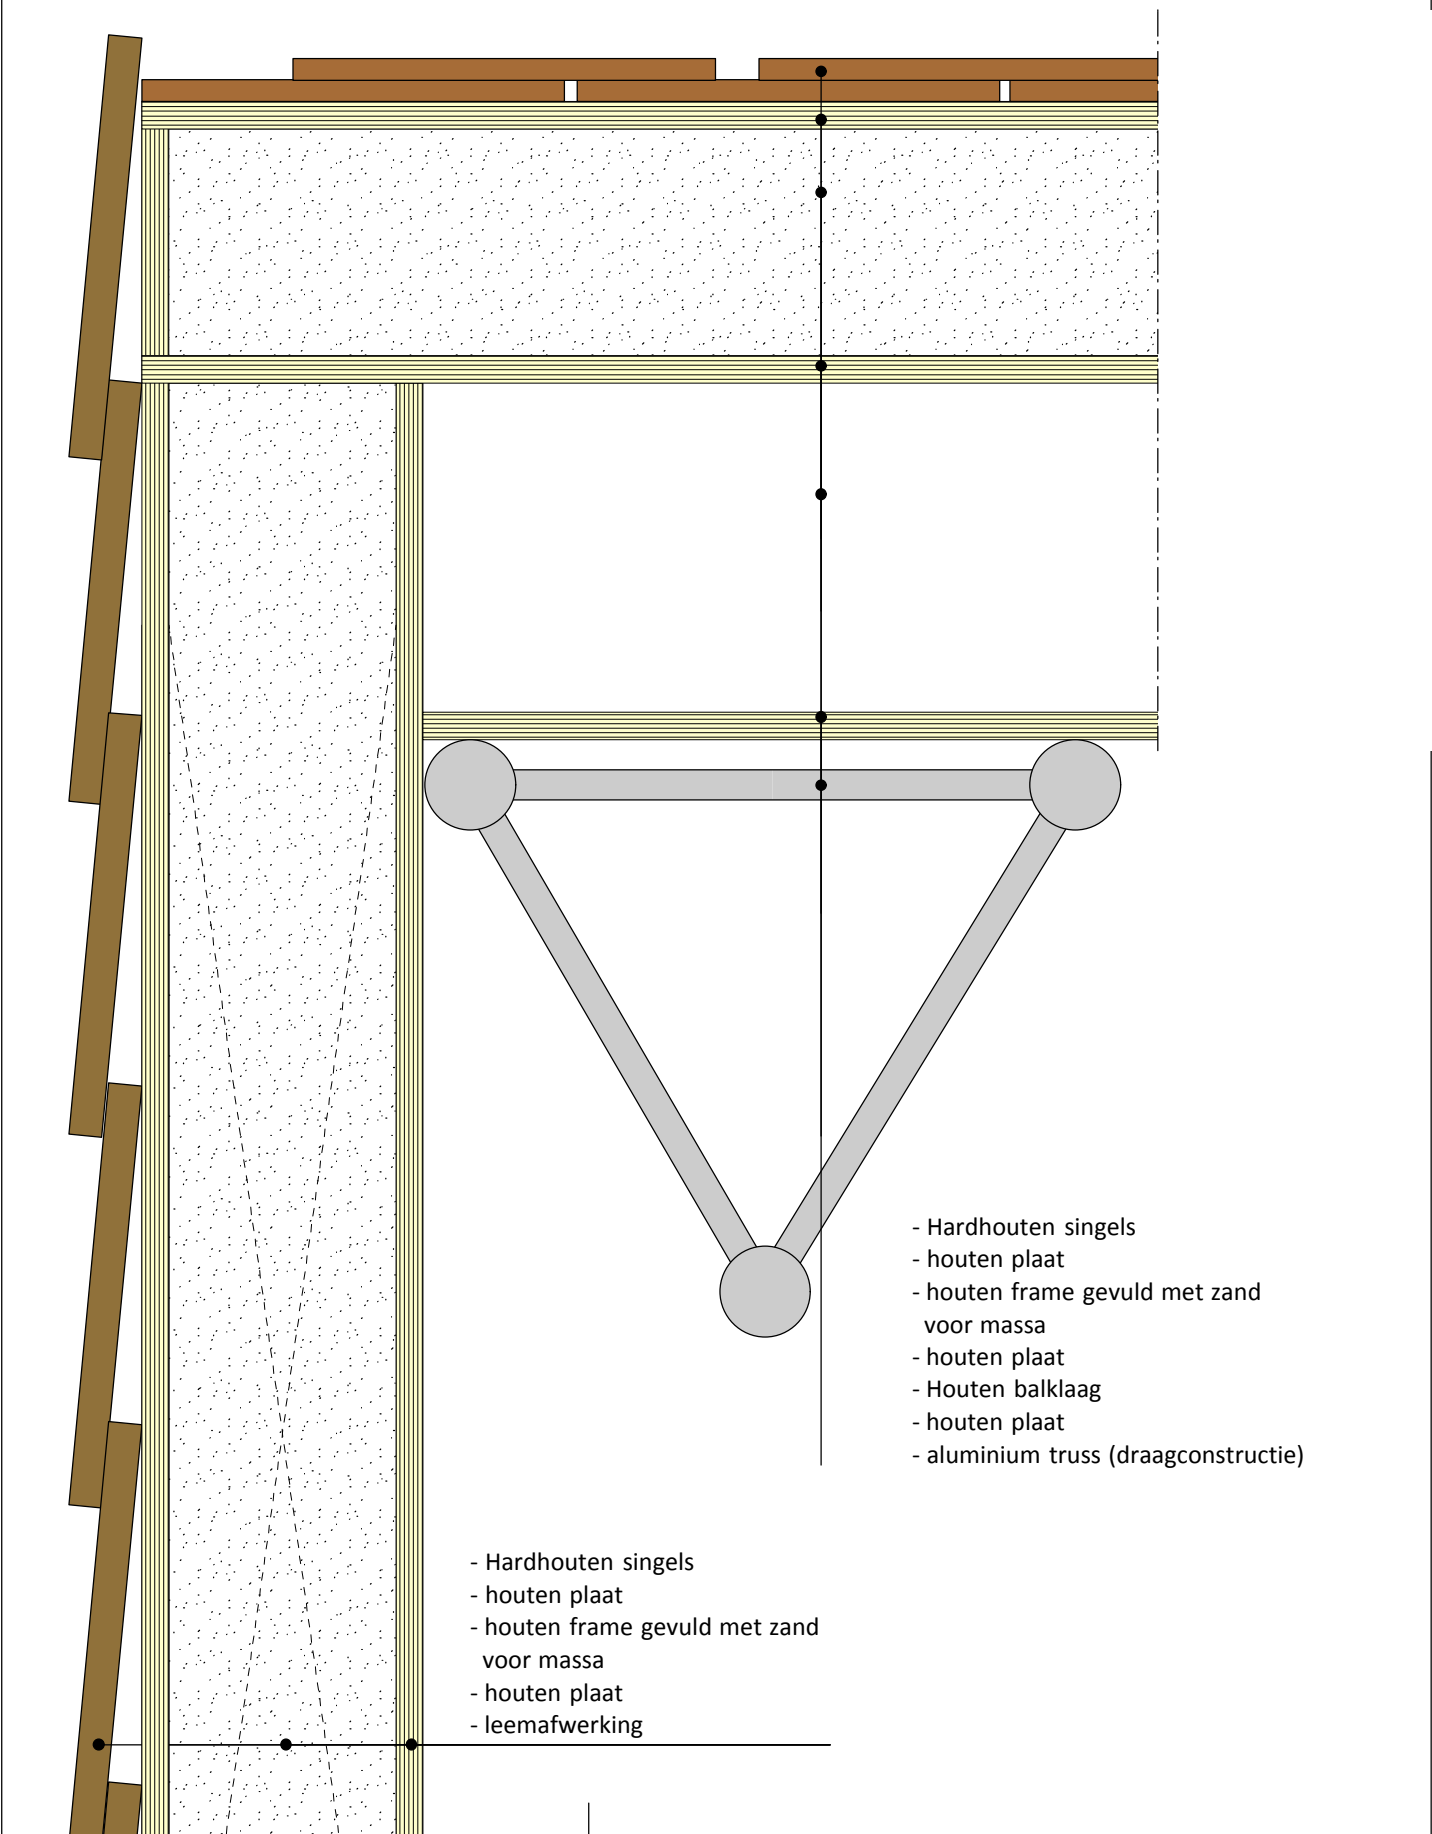 - Hardhouten singels
- houten plaat
- houten frame gevuld met zand
voor massa
- houten plaat
- Houten balklaag
- houten plaat
- aluminium truss (draagconstructie)
- Hardhouten singels
- houten plaat
- houten frame gevuld met zand
voor massa
- houten plaat
- leemafwerking